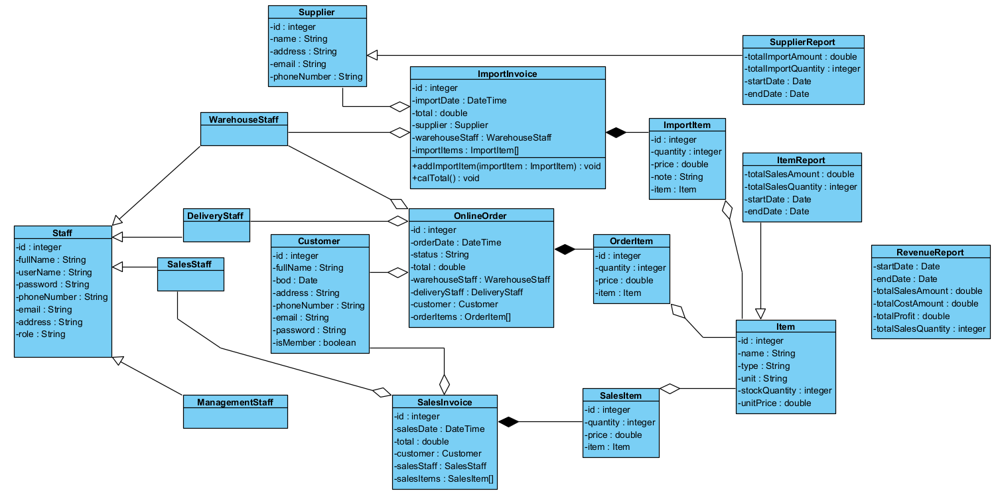 Supplier
-id : integer
-name : String
-address : String
-email : String
-phoneNumber : String
SupplierReport
-totalImportAmount : double
-totalImportQuantity : integer
-startDate : Date
-endDate : Date
ImportInvoice
-id : integer
-importDate : DateTime
-total : double
-supplier : Supplier
-warehouseStaff : WarehouseStaff
-importItems : ImportItem[]
+addImportItem(importItem : ImportItem) : void
+calTotal() : void
WarehouseStaff
ImportItem
-id : integer
-quantity : integer
-price : double
-note : String
-item : Item
ItemReport
-totalSalesAmount : double
-totalSalesQuantity : integer
-startDate : Date
-endDate : Date
DeliveryStaff
OnlineOrder
-id : integer
-orderDate : DateTime
-status : String
-total : double
-warehouseStaff : WarehouseStaff
-deliveryStaff : DeliveryStaff
-customer : Customer
-orderItems : OrderItem[]
Staff
-id : integer
-fullName : String
-userName : String
-password : String
-phoneNumber : String
-email : String
-address : String
-role : String
Customer
-id : integer
-fullName : String
-bod : Date
-address : String
-phoneNumber : String
-email : String
-password : String
-isMember : boolean
OrderItem
-id : integer
-quantity : integer
-price : double
-item : Item
RevenueReport
-startDate : Date
-endDate : Date
-totalSalesAmount : double
-totalCostAmount : double
-totalProfit : double
-totalSalesQuantity : integer
SalesStaff
Item
-id : integer
-name : String
-type : String
-unit : String
-stockQuantity : integer
-unitPrice : double
ManagementStaff
SalesInvoice
-id : integer
-salesDate : DateTime
-total : double
-customer : Customer
-salesStaff : SalesStaff
-salesItems : SalesItem[]
SalesItem
-id : integer
-quantity : integer
-price : double
-item : Item